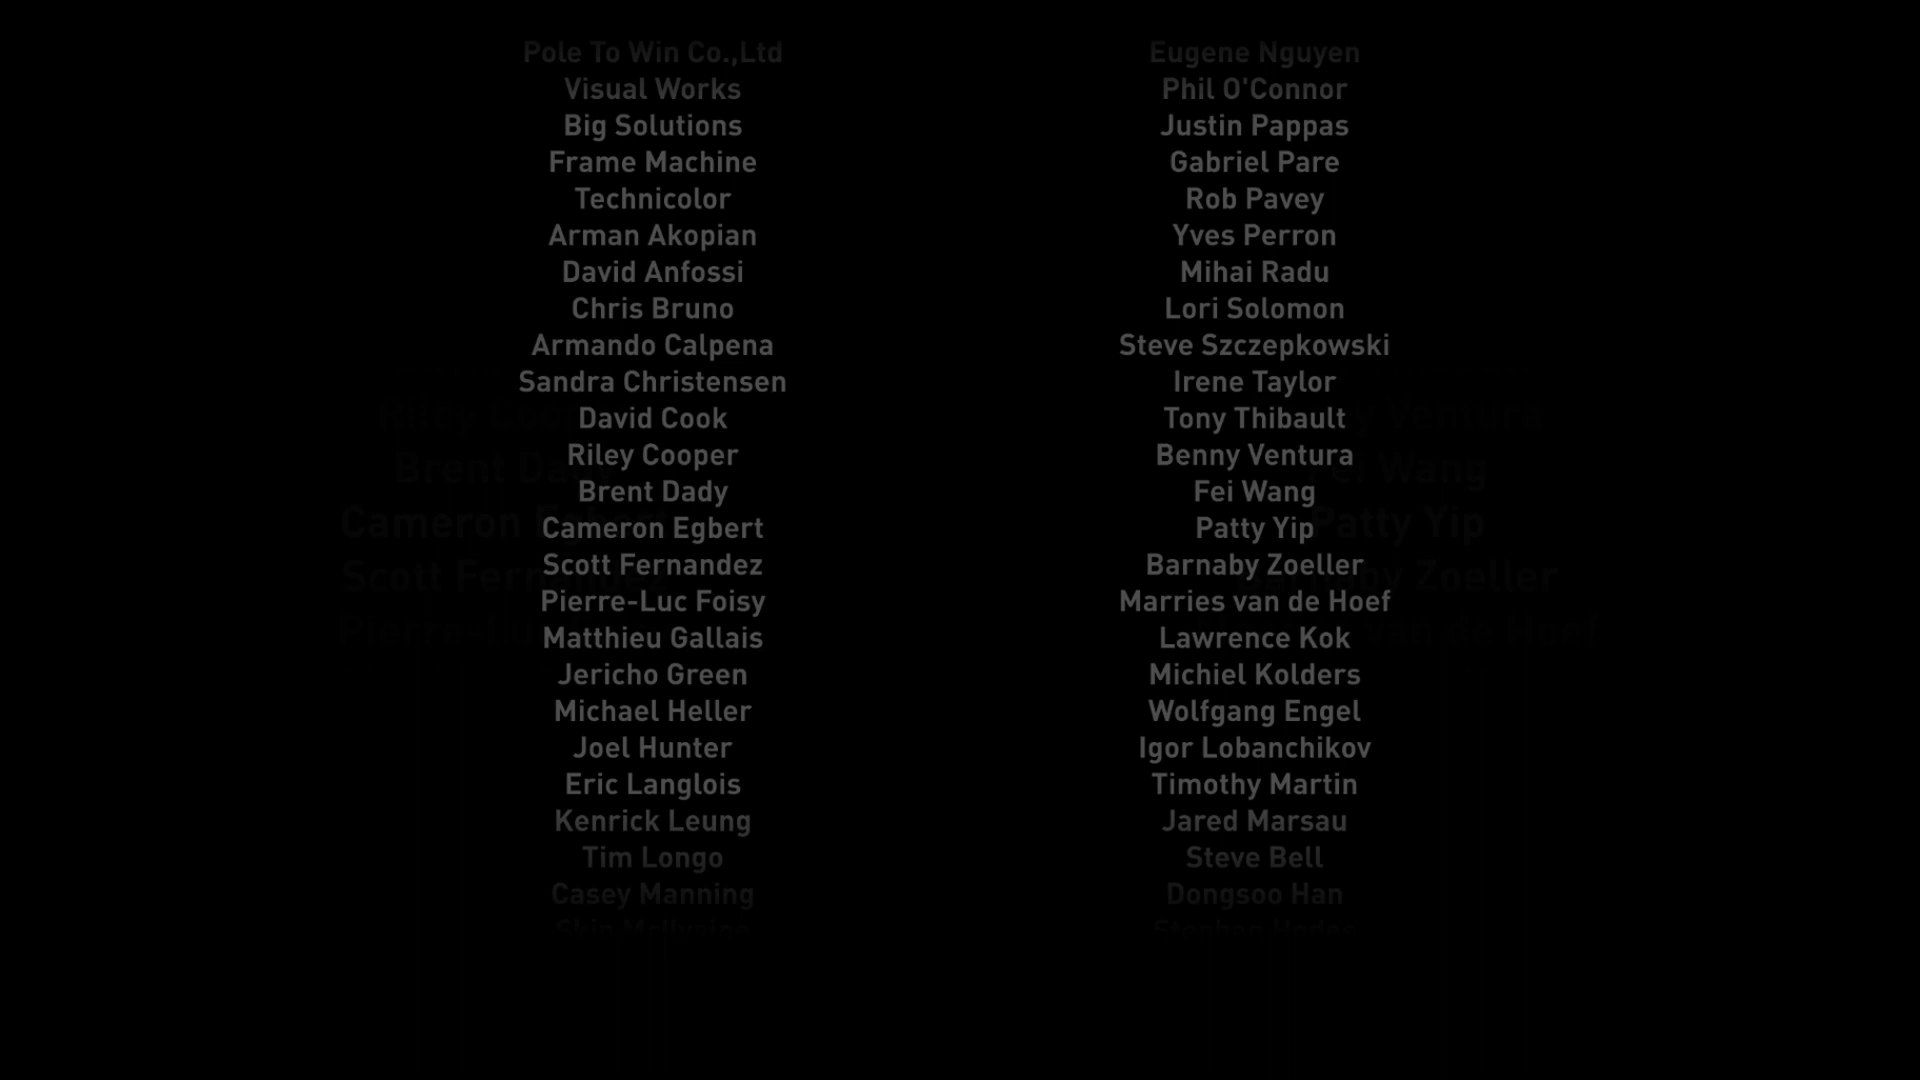 Pole To Win Co.,Ltd
Visual Works
Big Solutions
Frame Machine
Technicolor
Arman Akopian
David Anfossi
Chris Bruno
Armando Calpena
Sandra Christensen
David Cook
Riley Cooper
Brent Dady
Cameron Egbert
Scott Fernandez
Pierre-Luc Foisy
Matthieu Gallais
Jericho Green
Michael Heller
Joel Hunter
Eric Langlois
Kenrick Leung
Tim Longo
Casey Manning
Skip McIlvaine
Eugene Nguyen
Phil O'Connor
Justin Pappas
Gabriel Pare
Rob Pavey
Yves Perron
Mihai Radu
Lori Solomon
Steve Szczepkowski
Irene Taylor
Tony Thibault
Benny Ventura
Fei Wang
Patty Yip
Barnaby Zoeller
Marries van de Hoef
Lawrence Kok
Michiel Kolders
Wolfgang Engel
Igor Lobanchikov
Timothy Martin
Jared Marsau
Steve Bell
Dongsoo Han
Stephan Hodes